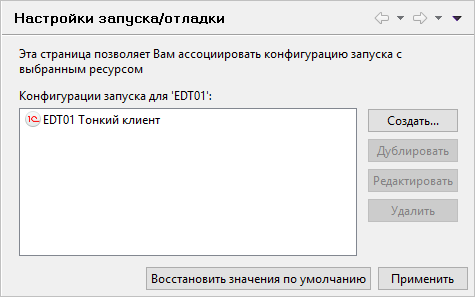 Настройки запуска/отладки
Эта страница позволяет Вам ассоциировать конфигурацию запуска с
выбранным ресурсом
Конфигурации запуска для 'EDT01':
1С EDT01 Тонкий клиент
Создать...
Дублировать
Редактировать
Удалить
Восстановить значения по умолчанию
Применить